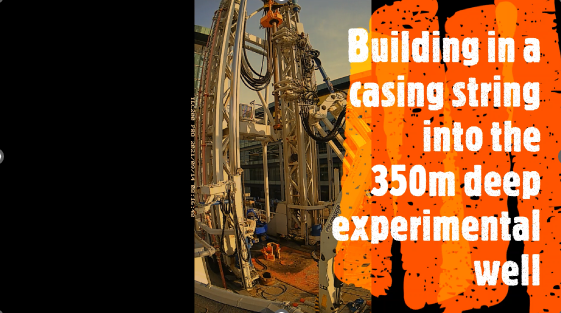 Building in a
casing string
into the
350m deep
experimental
well